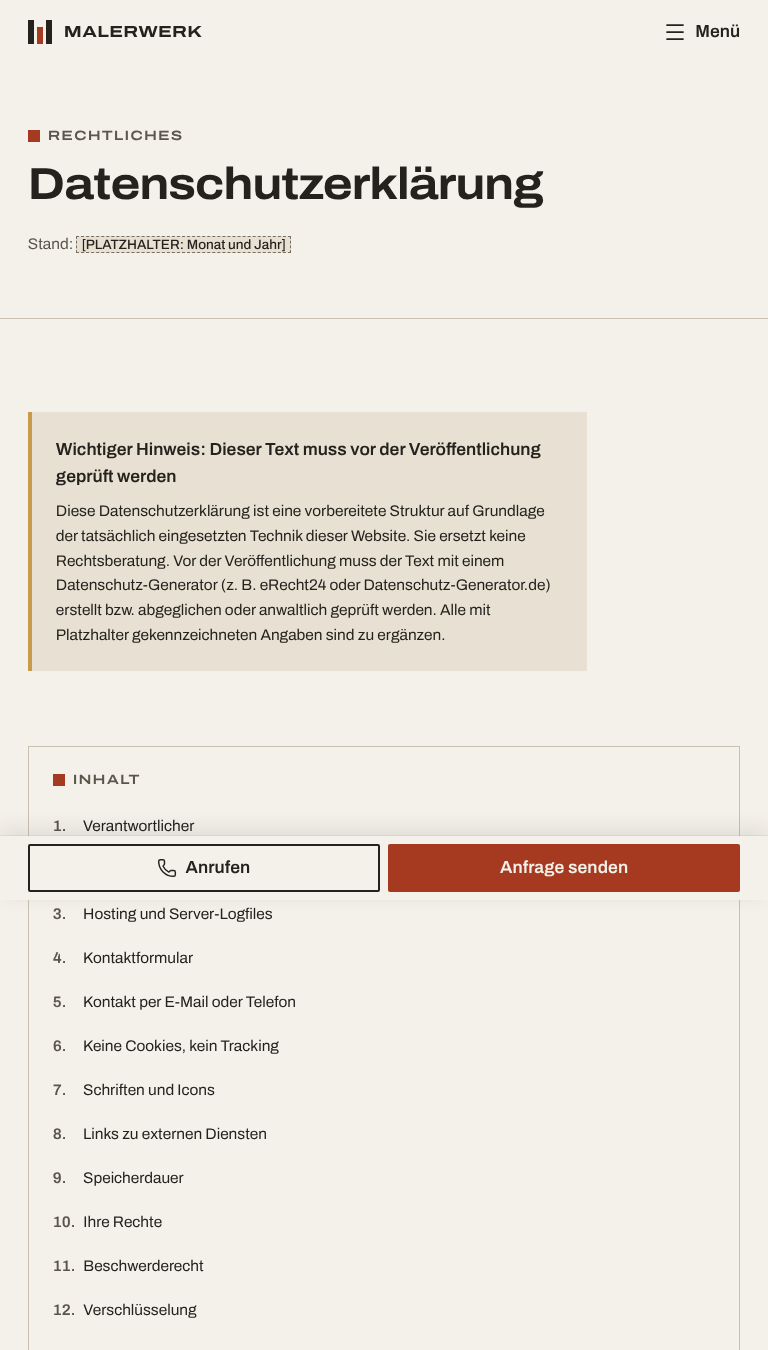 MALERWERK
Menü
RECHTLICHES
Datenschutzerklärung
Stand: [PLATZHALTER: Monat und Jahr]
Wichtiger Hinweis: Dieser Text muss vor der Veröffentlichung
geprüft werden
Diese Datenschutzerklärung ist eine vorbereitete Struktur auf Grundlage
der tatsächlich eingesetzten Technik dieser Website. Sie ersetzt keine
Rechtsberatung. Vor der Veröffentlichung muss der Text mit einem
Datenschutz-Generator (z. B. eRecht24 oder Datenschutz-Generator.de)
erstellt bzw. abgeglichen oder anwaltlich geprüft werden. Alle mit
Platzhalter gekennzeichneten Angaben sind zu ergänzen.
INHALT
1. Verantwortlicher
Anrufen
Anfrage senden
3. Hosting und Server-Logfiles
4. Kontaktformular
5. Kontakt per E-Mail oder Telefon
6. Keine Cookies, kein Tracking
7. Schriften und Icons
8. Links zu externen Diensten
9. Speicherdauer
10. Ihre Rechte
11. Beschwerderecht
12. Verschlüsselung